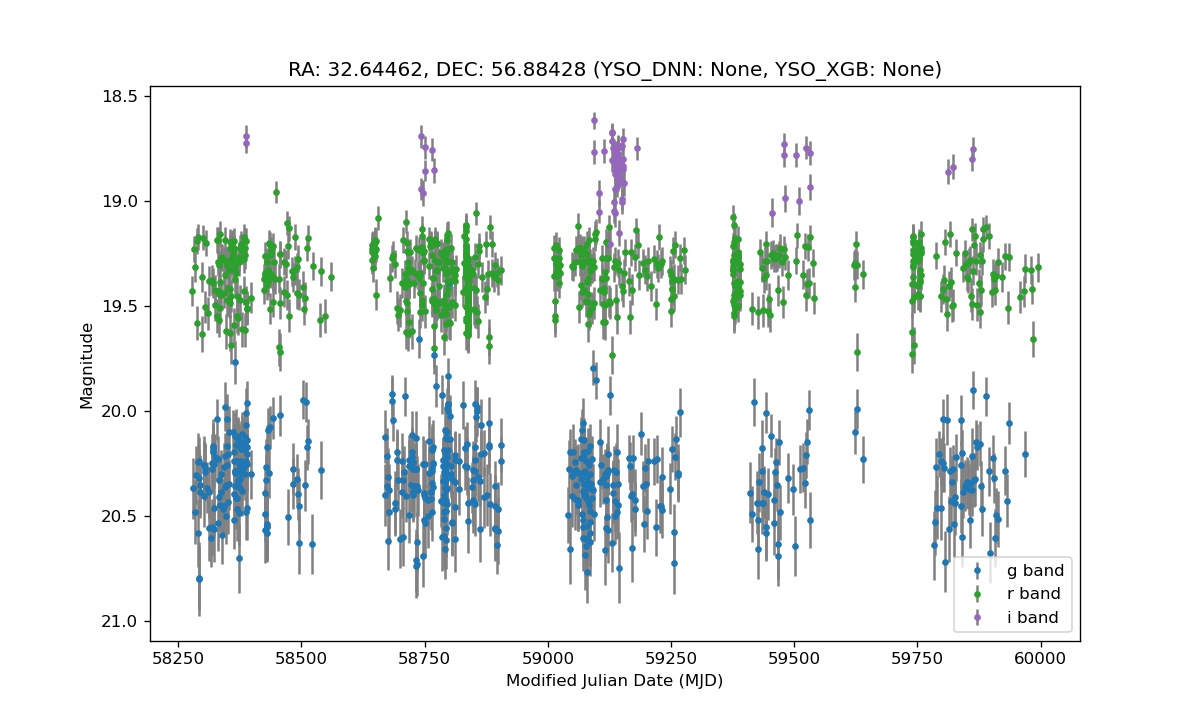 RA: 32.64462, DEC: 56.88428 (YSO_DNN: None, YSO_XGB: None)
18.5
19.0
19.5
20.0
20.5
21.0
Magnitude
g band
r band
i band
58250 58500 58750 59000 59250 59500 59750 60000
Modified Julian Date (MJD)